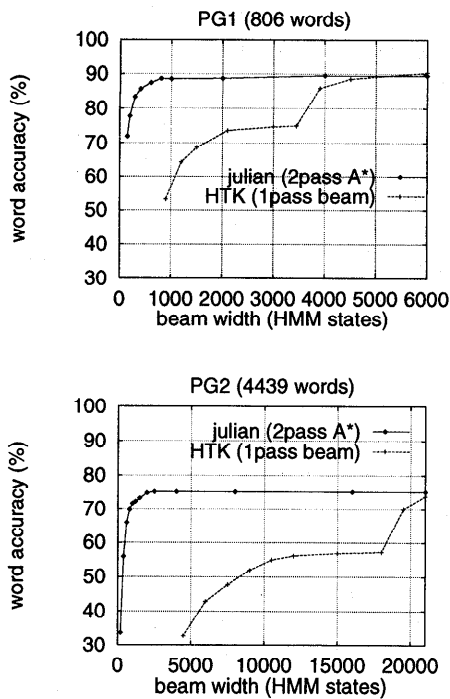 PG1 (806 words)
100
90
80
70
60
50
40
30
word accuracy (%)
julian (2pass A*)
HTK (1pass beam)
0 1000 2000 3000 4000 5000 6000
beam width (HMM states)
PG2 (4439 words)
100
90
80
70
60
50
40
30
word accuracy (%)
julian (2pass A*)
HTK (1pass beam)
0 5000 10000 15000 20000
beam width (HMM states)